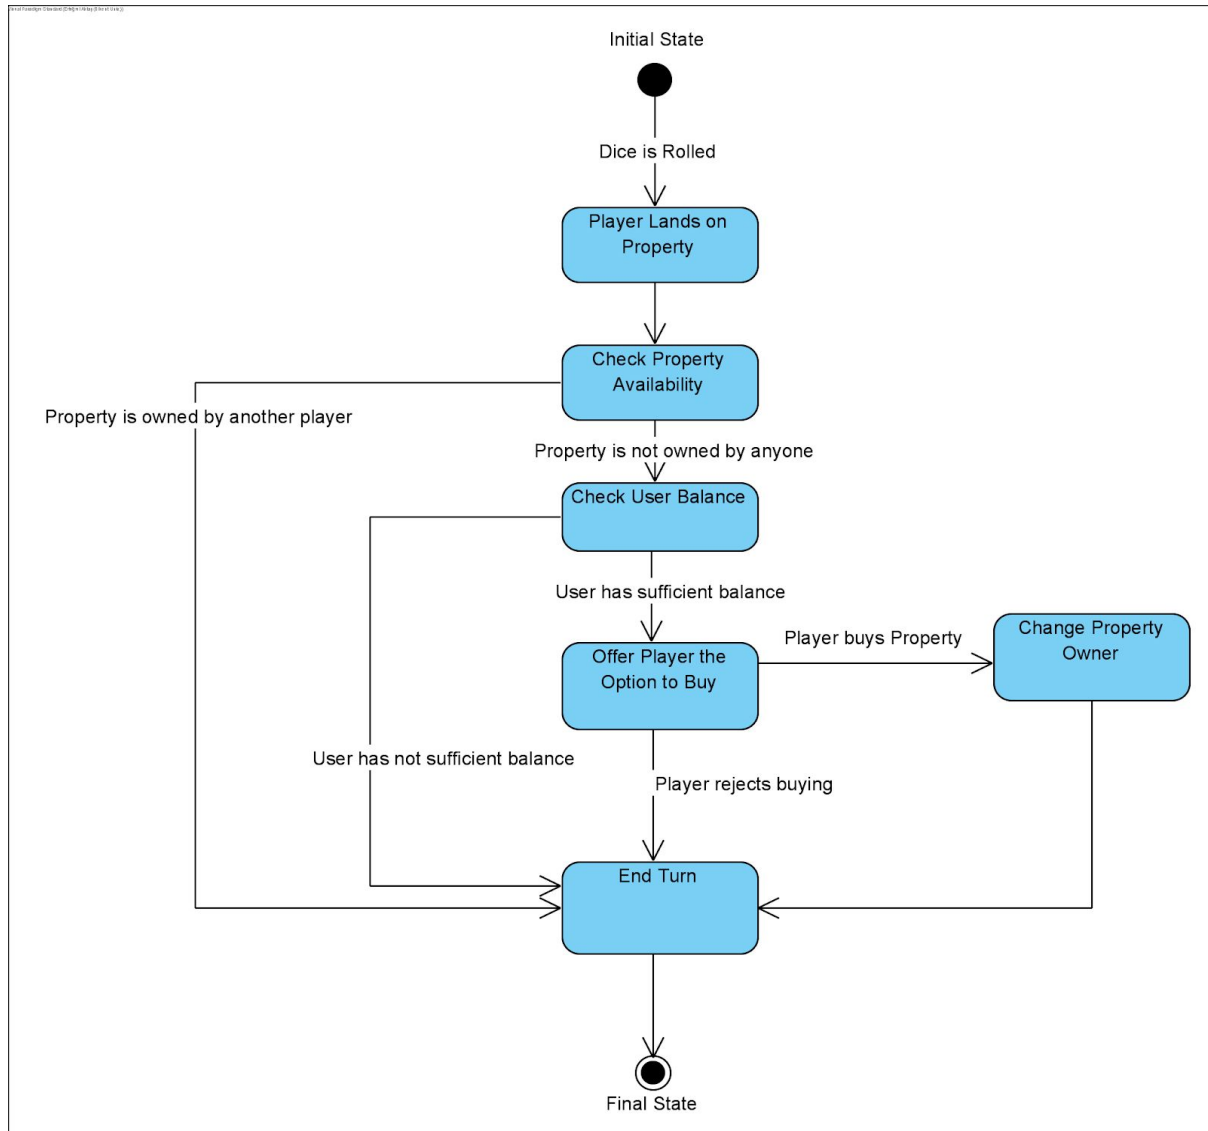 Initial State
Dice is Rolled
Player Lands on
Property
Check Property
Availability
Property is owned by another player
Property is not owned by anyone
Check User Balance
User has sufficient balance
Player buys Property
Change Property
Owner
Offer Player the
Option to Buy
User has not sufficient balance
Player rejects buying
End Turn
Final State